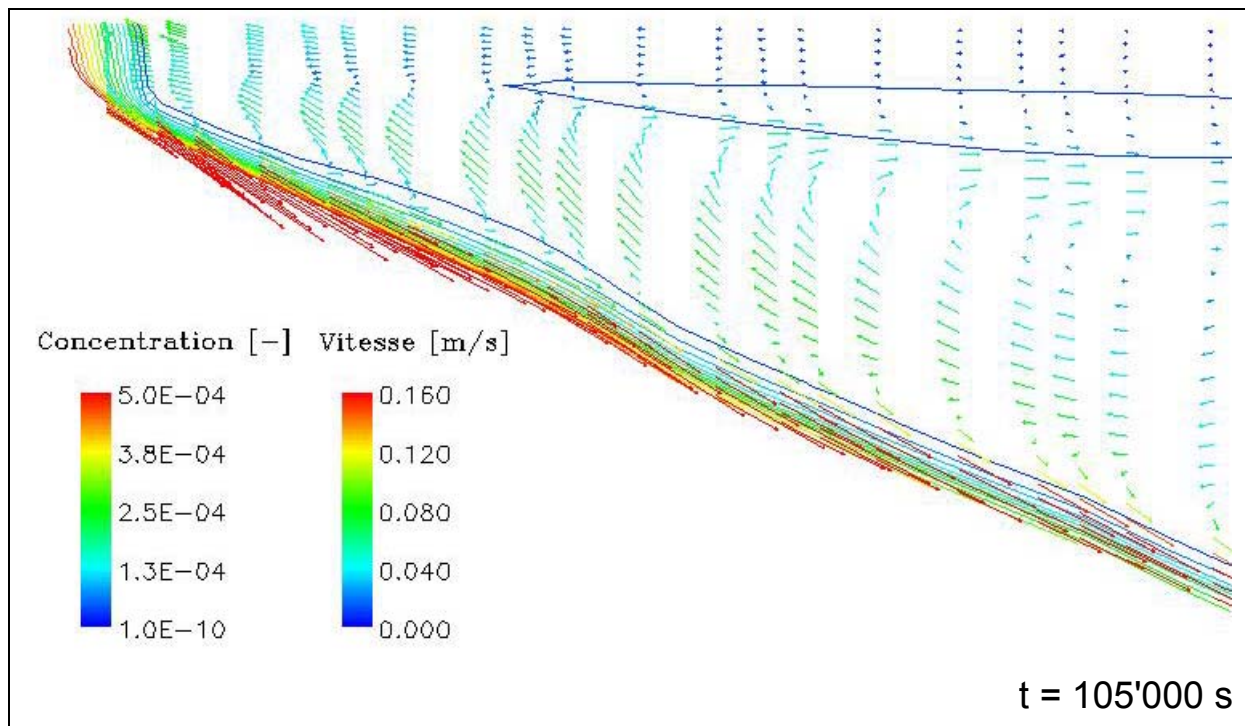 Concentration [-] Vitesse [m/s]
5.0E-04 0.160
3.8E-04 0.120
2.5E-04 0.080
1.3E-04 0.040
1.0E-10 0.000
t = 105'000 s